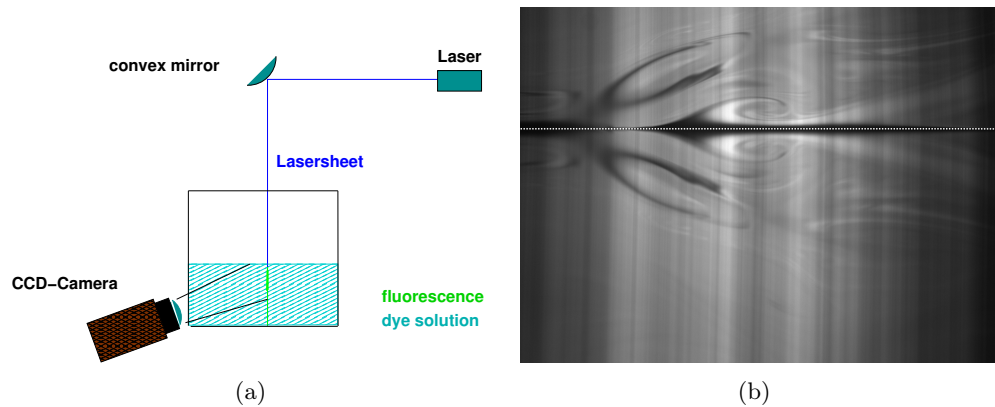 Laser
convex mirror
Lasersheet
CCD–Camera
fluorescence
dye solution
(a)
(b)